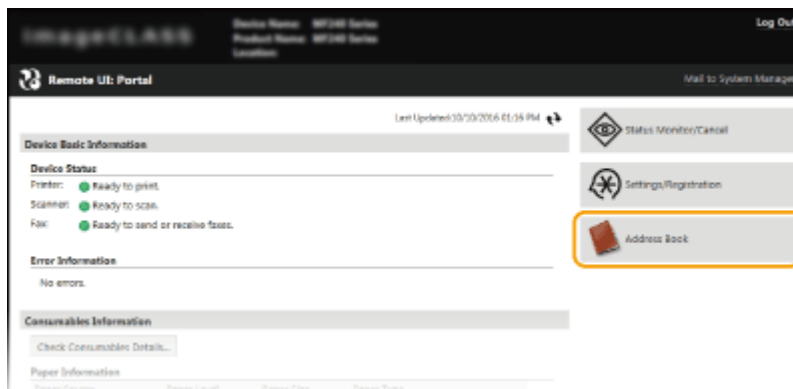 imageCLASS
Device Name: MF240 Series
Product Name: MF240 Series
Location:
Log Out
Remote UI: Portal
Mail to System Manager
Last Updated:10/10/2016 01:16 PM
Device Basic Information
Device Status
Printer: Ready to print.
Scanner: Ready to scan.
Fax: Ready to send or receive faxes.
Error Information
No errors.
Consumables Information
Check Consumables Details...
Paper Information
Status Monitor/Cancel
Settings/Registration
Address Book